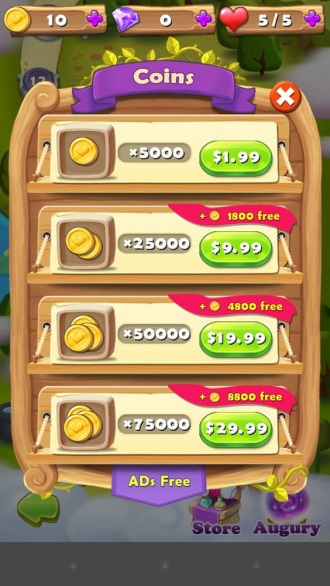 10 0 5/5
Coins
12
×5000 $1.99
+ 1800 free
×25000 $9.99
+ 4800 free
×50000 $19.99
+ 8800 free
×75000 $29.99
ADs Free
Store Augury